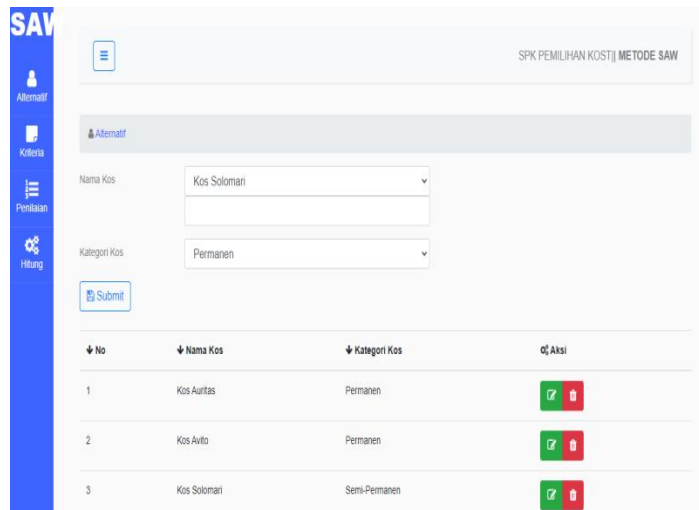 SAW
SPK PEMILIHAN KOST|| METODE SAW
Alternatif
Kriteria
Penilaian
Hitung
Alternatif
Nama Kos
Kos Solomari
Kategori Kos
Permanen
Submit
No Nama Kos Kategori Kos Aksi
1 Kos Auritas Permanen
2 Kos Avito Permanen
3 Kos Solomari Semi-Permanen